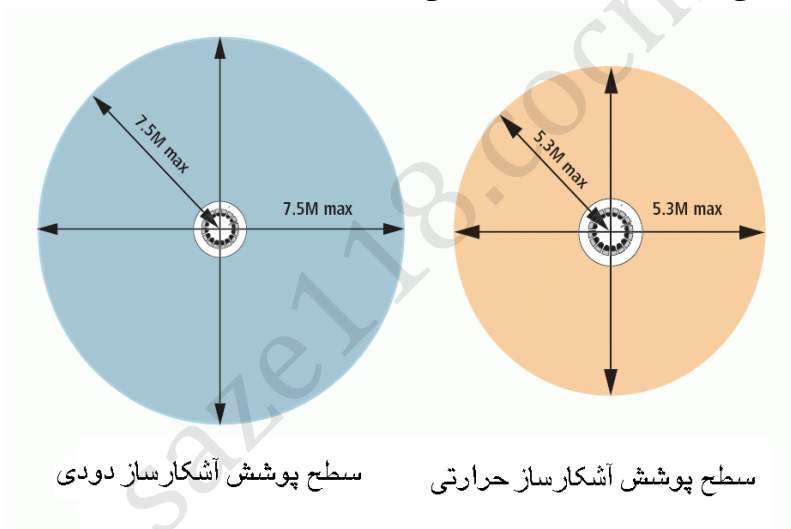 7.5M max
7.5M max
5.3M max
5.3M max
سطح پوشش آشکارساز حرارتی
سطح پوشش آشکارساز دودی
saze118.cocm